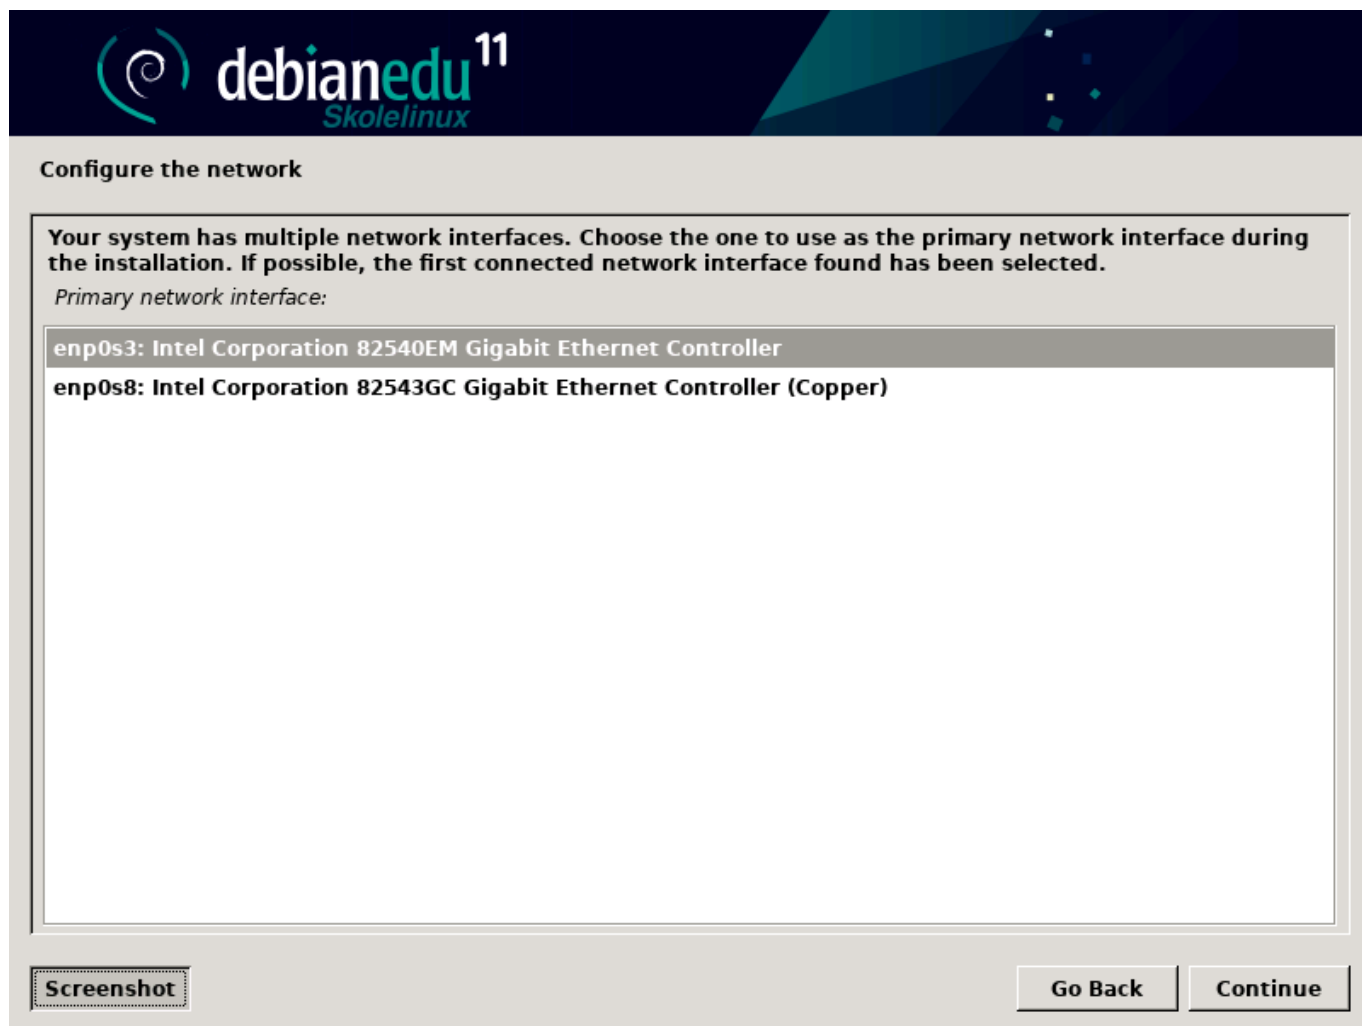 debianedu 11
Skolelinux
Configure the network
Your system has multiple network interfaces. Choose the one to use as the primary network interface during
the installation. If possible, the first connected network interface found has been selected.
Primary network interface:
enp0s3: Intel Corporation 82540EM Gigabit Ethernet Controller
enp0s8: Intel Corporation 82543GC Gigabit Ethernet Controller (Copper)
Screenshot
Go Back
Continue